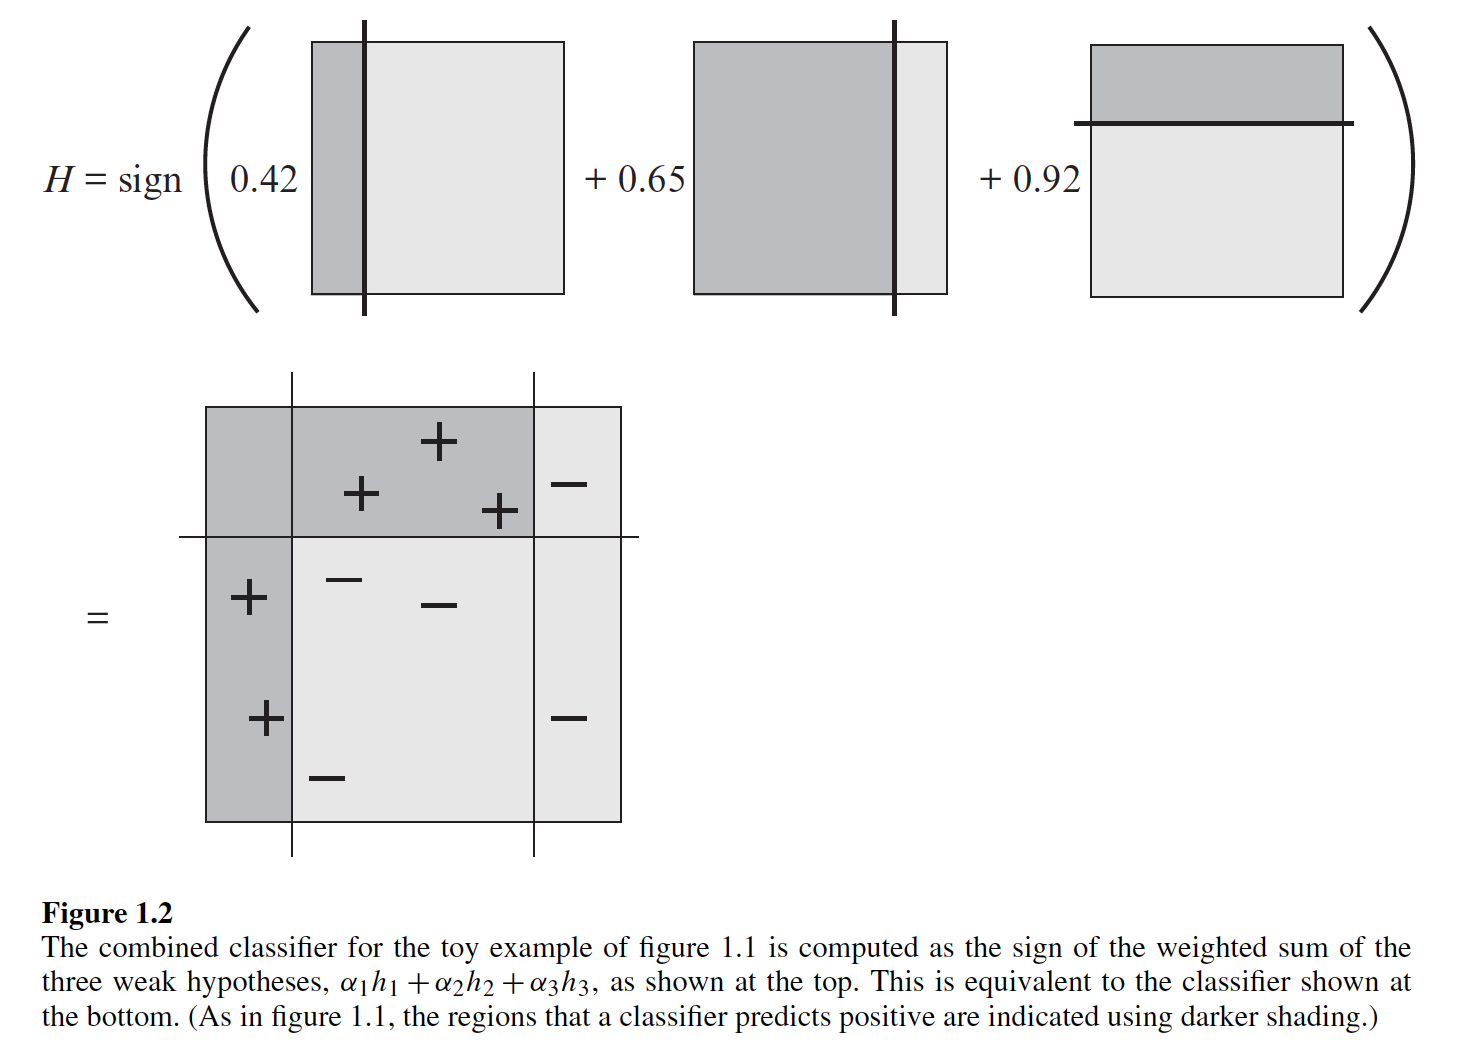 H = sign ( 0.42 + 0.65 + 0.92 )
+
+
+
−
+
−
−
=
+
−
−
Figure 1.2
The combined classifier for the toy example of figure 1.1 is computed as the sign of the weighted sum of the
three weak hypotheses, α₁h₁ + α₂h₂ + α₃h₃, as shown at the top. This is equivalent to the classifier shown at
the bottom. (As in figure 1.1, the regions that a classifier predicts positive are indicated using darker shading.)